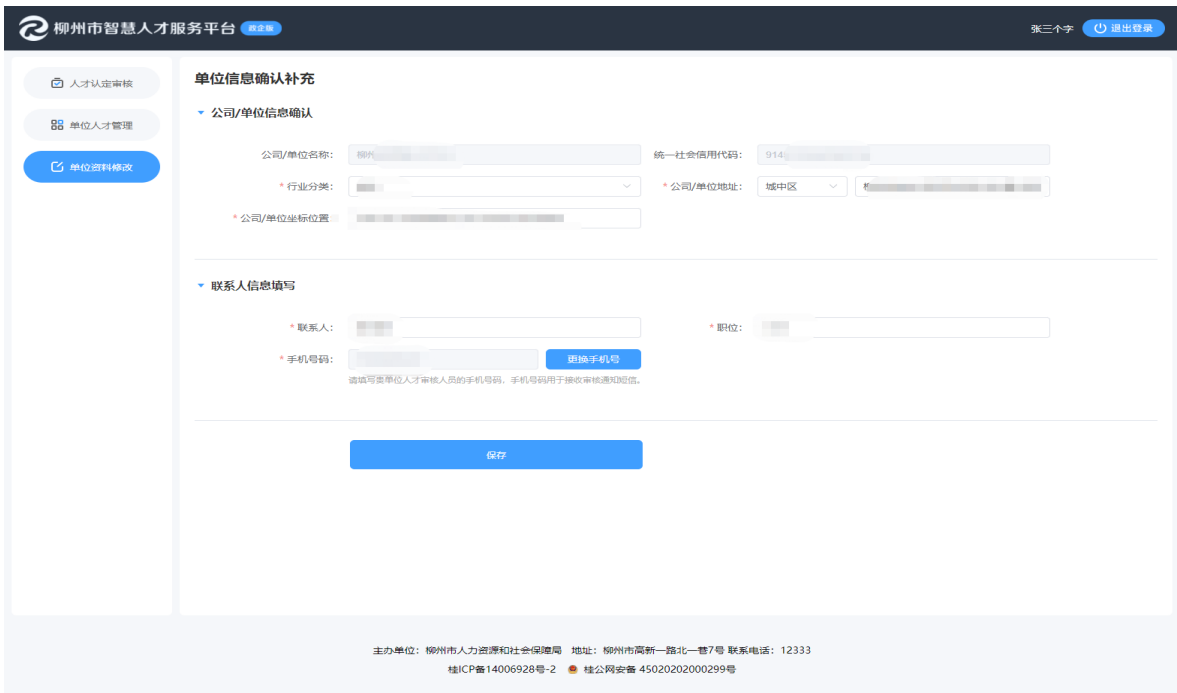 柳州市智慧人才服务平台 政企版
张三个字 退出登录
人才认定审核
单位人才管理
单位资料修改
单位信息确认补充
公司/单位信息确认
公司/单位名称： 柳州
统一社会信用代码： 914
* 行业分类：
* 公司/单位地址： 城中区
* 公司/单位坐标位置
联系人信息填写
* 联系人：
* 职位：
* 手机号码： 更换手机号
请填写贵单位人才审核人员的手机号码，手机号码用于接收审核通知短信。
保存
主办单位：柳州市人力资源和社会保障局 地址：柳州市高新一路北一巷7号 联系电话：12333
桂ICP备14006928号-2 桂公网安备 45020202000299号